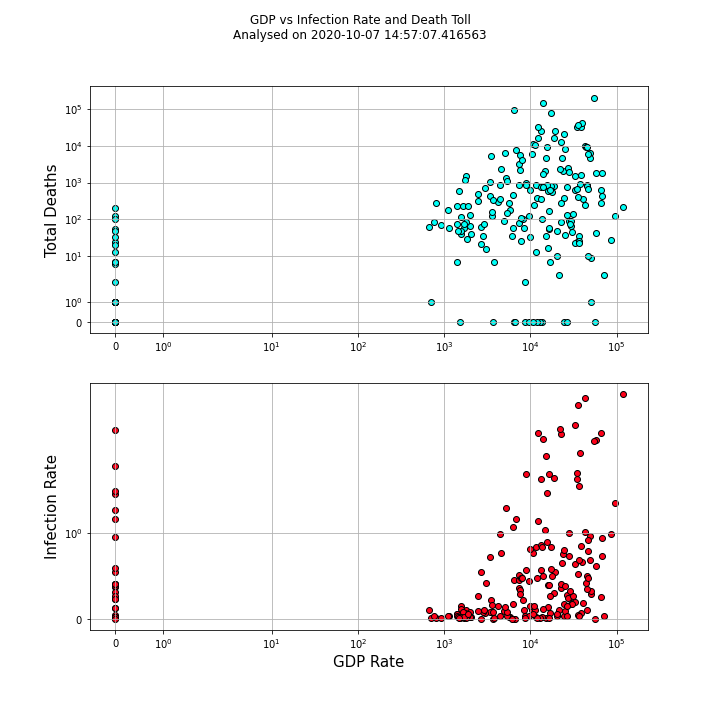 GDP vs Infection Rate and Death Toll
Analysed on 2020-10-07 14:57:07.416563
Total Deaths
10⁵
10⁴
10³
10²
10¹
10⁰
0
0 10⁰ 10¹ 10² 10³ 10⁴ 10⁵
Infection Rate
10⁰
0
0 10⁰ 10¹ 10² 10³ 10⁴ 10⁵
GDP Rate